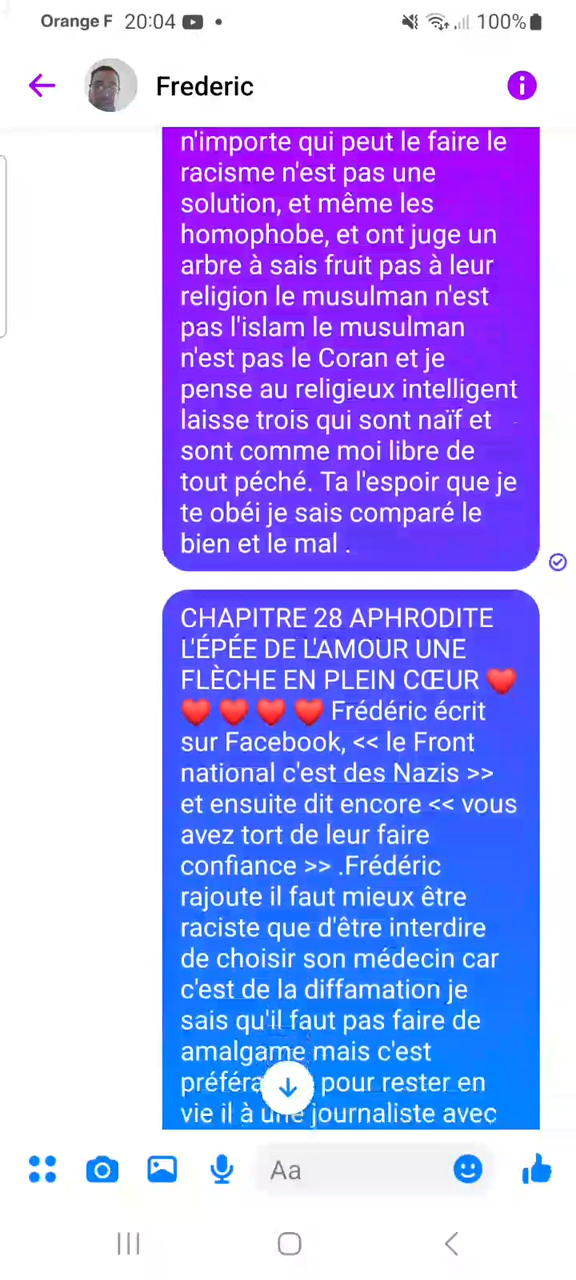 Orange F 20:04 100%
Frederic
n'importe qui peut le faire le
racisme n'est pas une
solution, et même les
homophobe, et ont juge un
arbre à sais fruit pas à leur
religion le musulman n'est
pas l'islam le musulman
n'est pas le Coran et je
pense au religieux intelligent
laisse trois qui sont naïf et
sont comme moi libre de
tout péché. Ta l'espoir que je
te obéi je sais comparé le
bien et le mal .
CHAPITRE 28 APHRODITE
L'ÉPÉE DE L'AMOUR UNE
FLÈCHE EN PLEIN CŒUR ❤️
❤️ ❤️ ❤️ ❤️ Frédéric écrit
sur Facebook, << le Front
national c'est des Nazis >>
et ensuite dit encore << vous
avez tort de leur faire
confiance >> .Frédéric
rajoute il faut mieux être
raciste que d'être interdire
de choisir son médecin car
c'est de la diffamation je
sais qu'il faut pas faire de
amalgame mais c'est
pour rester en
vie il à une journaliste avec
Aa